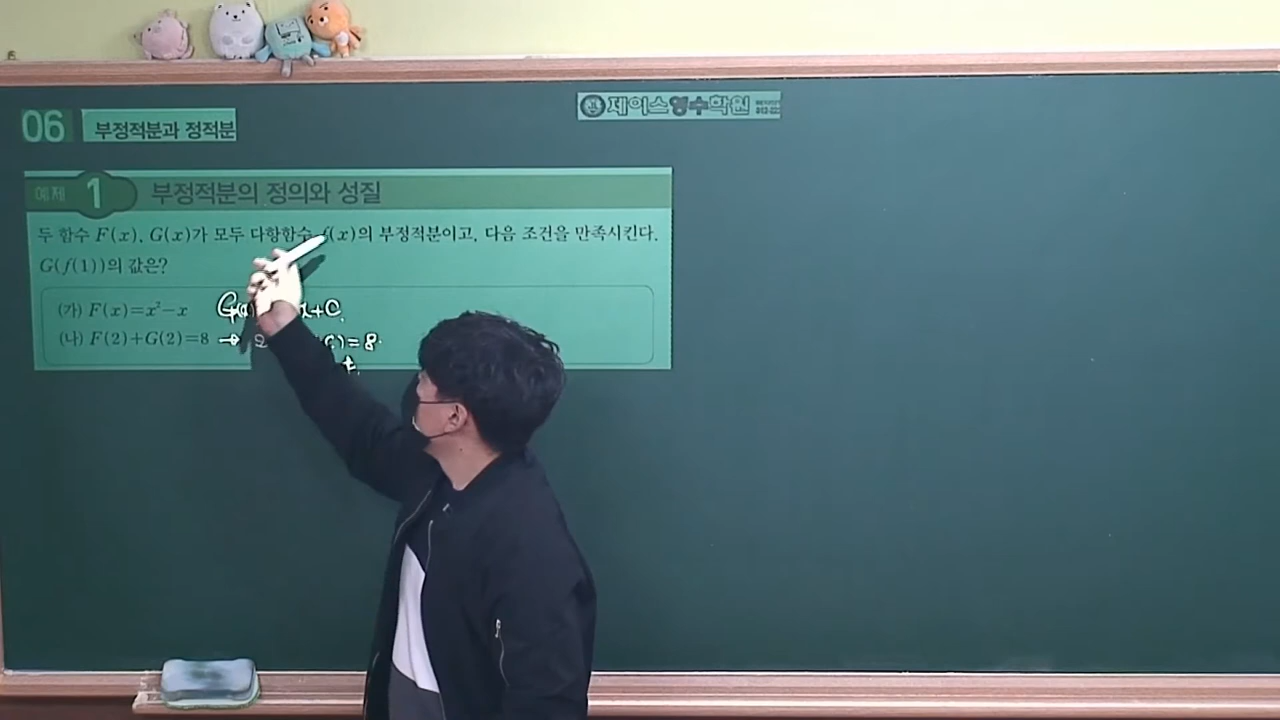 06 부정적분과 정적분
제이스영수학원
예제 1 부정적분의 정의와 성질
두 함수 F(x), G(x)가 모두 다항함수 f(x)의 부정적분이고, 다음 조건을 만족시킨다.
G(f(1))의 값은?
(가) F(x)=x²−x
+C.
(나) F(2)+G(2)=8 →
)=8.